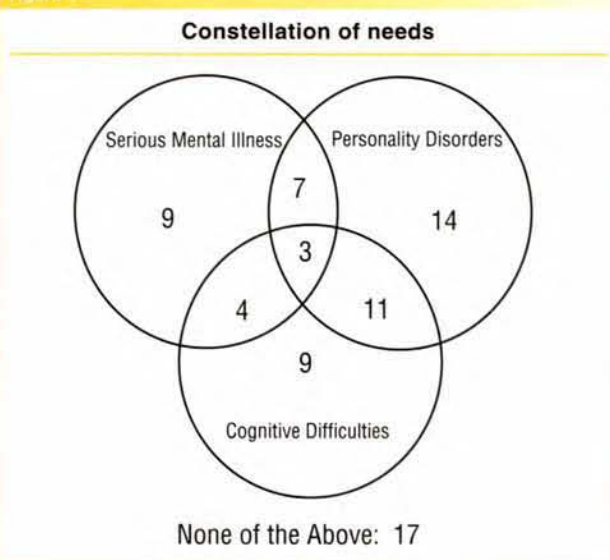 Constellation of needs
Serious Mental Illness
Personality Disorders
7
9
14
3
4
11
9
Cognitive Difficulties
None of the Above: 17